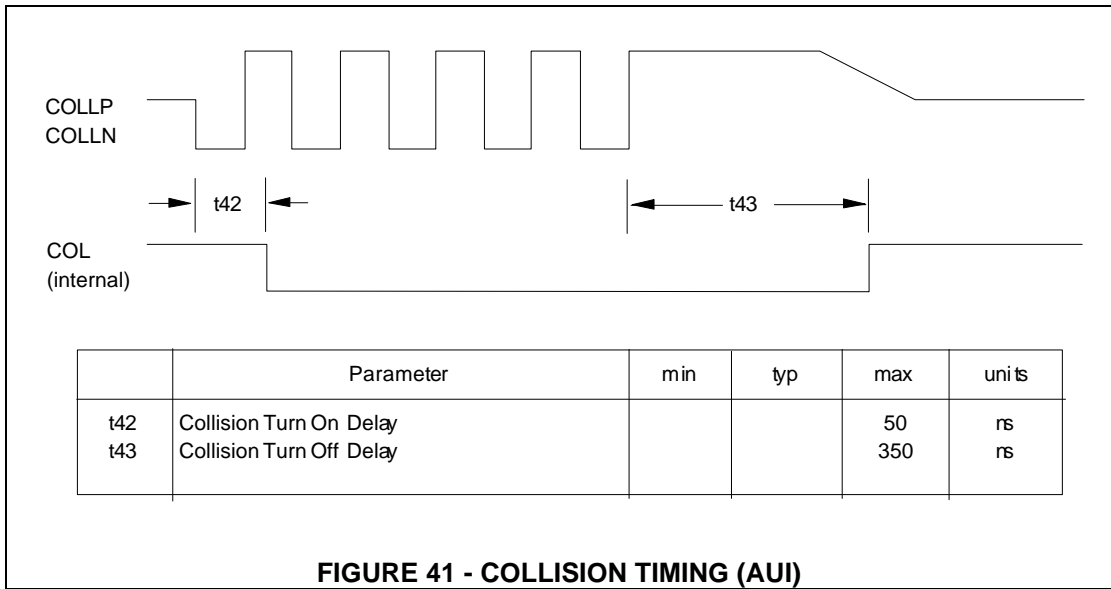 COLLP
COLLN
t42
t43
COL
(internal)
Parameter min typ max units
t42 Collision Turn On Delay 50 ns
t43 Collision Turn Off Delay 350 ns
FIGURE 41 - COLLISION TIMING (AUI)